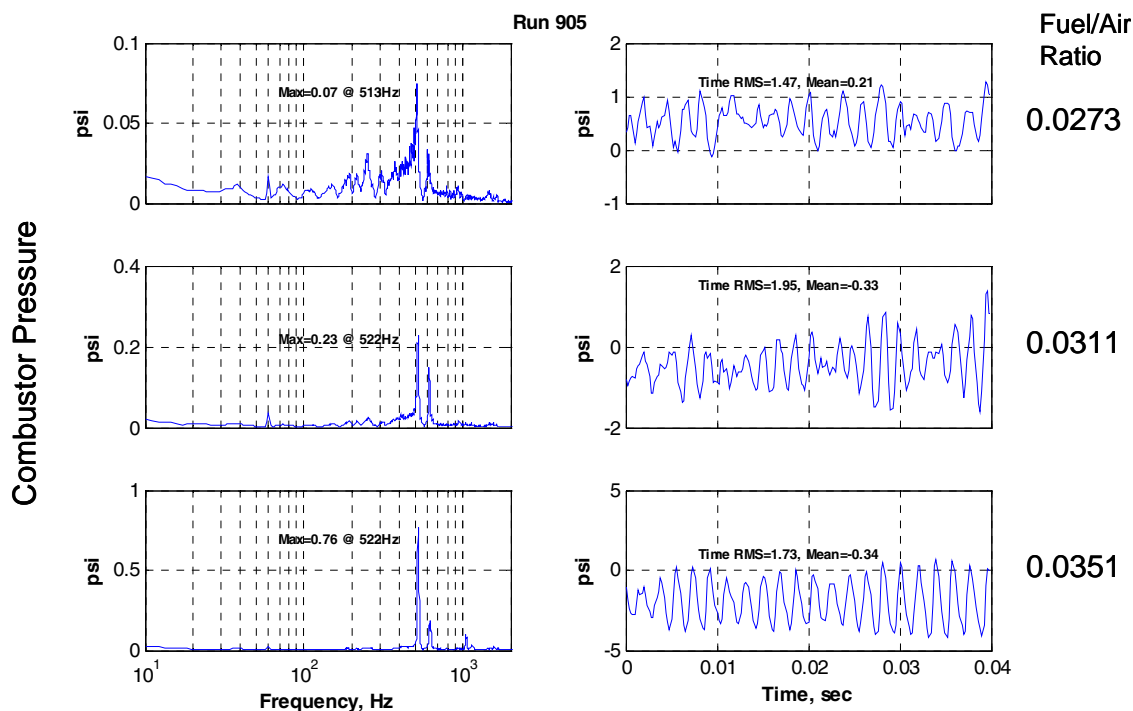 Run 905
Fuel/Air
Ratio
Combustor Pressure
0.1
0.05
0
psi
Max=0.07 @ 513Hz
2
1
0
-1
psi
Time RMS=1.47, Mean=0.21
0.0273
0.4
0.2
0
psi
Max=0.23 @ 522Hz
2
0
-2
psi
Time RMS=1.95, Mean=-0.33
0.0311
1
0.5
0
psi
Max=0.76 @ 522Hz
10^1
10^2
10^3
Frequency, Hz
5
0
-5
psi
Time RMS=1.73, Mean=-0.34
0.0351
0
0.01
0.02
0.03
0.04
Time, sec